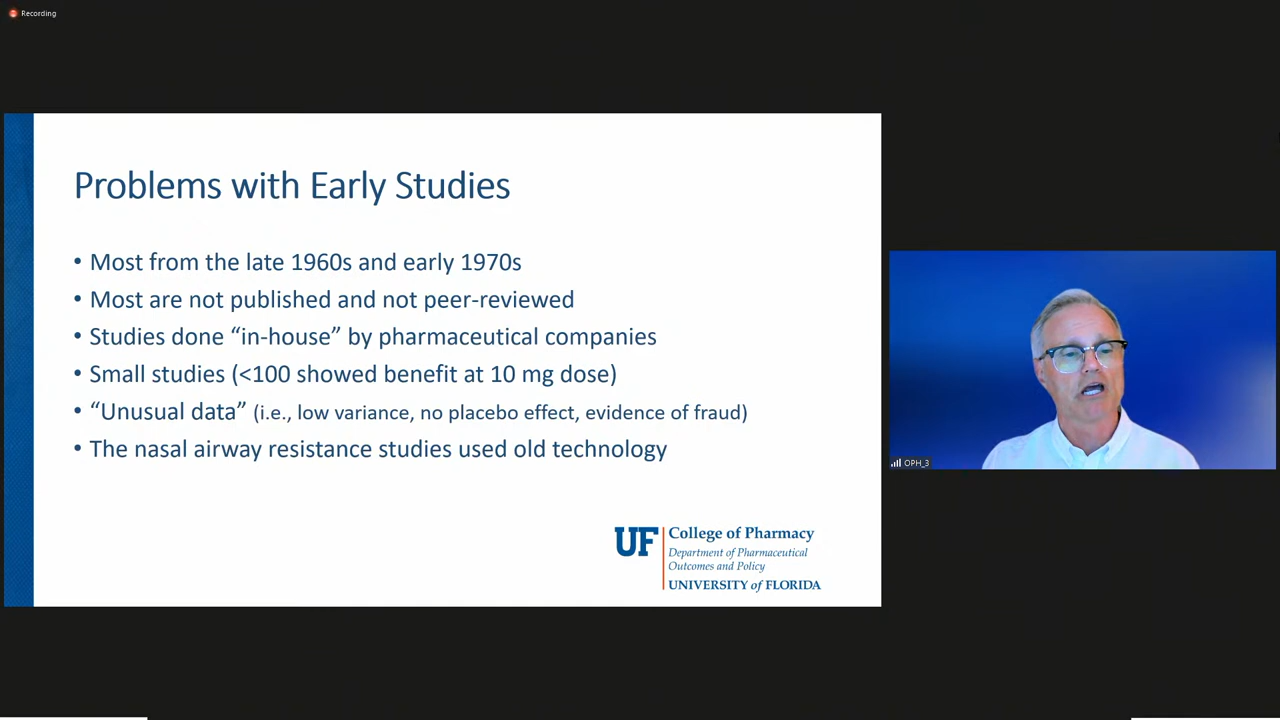 Recording
Problems with Early Studies
• Most from the late 1960s and early 1970s
• Most are not published and not peer-reviewed
• Studies done “in-house” by pharmaceutical companies
• Small studies (<100 showed benefit at 10 mg dose)
• “Unusual data” (i.e., low variance, no placebo effect, evidence of fraud)
• The nasal airway resistance studies used old technology
UF
College of Pharmacy
Department of Pharmaceutical
Outcomes and Policy
UNIVERSITY of FLORIDA
OPH_3